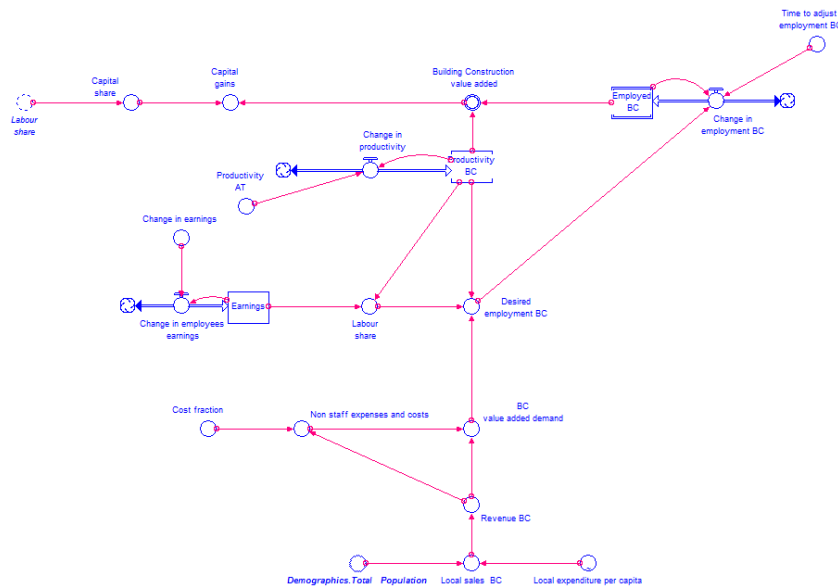 Time to adjust
employment BC
Capital
share
Capital
gains
Building Construction
value added
Employed
BC
Labour
share
Change in
employment BC
Change in
productivity
Productivity
BC
Productivity
AT
Change in earnings
Earnings
Change in employees
earnings
Labour
share
Desired
employment BC
Cost fraction
Non staff expenses and costs
BC
value added demand
Revenue BC
Demographics.Total Population
Local sales BC
Local expenditure per capita